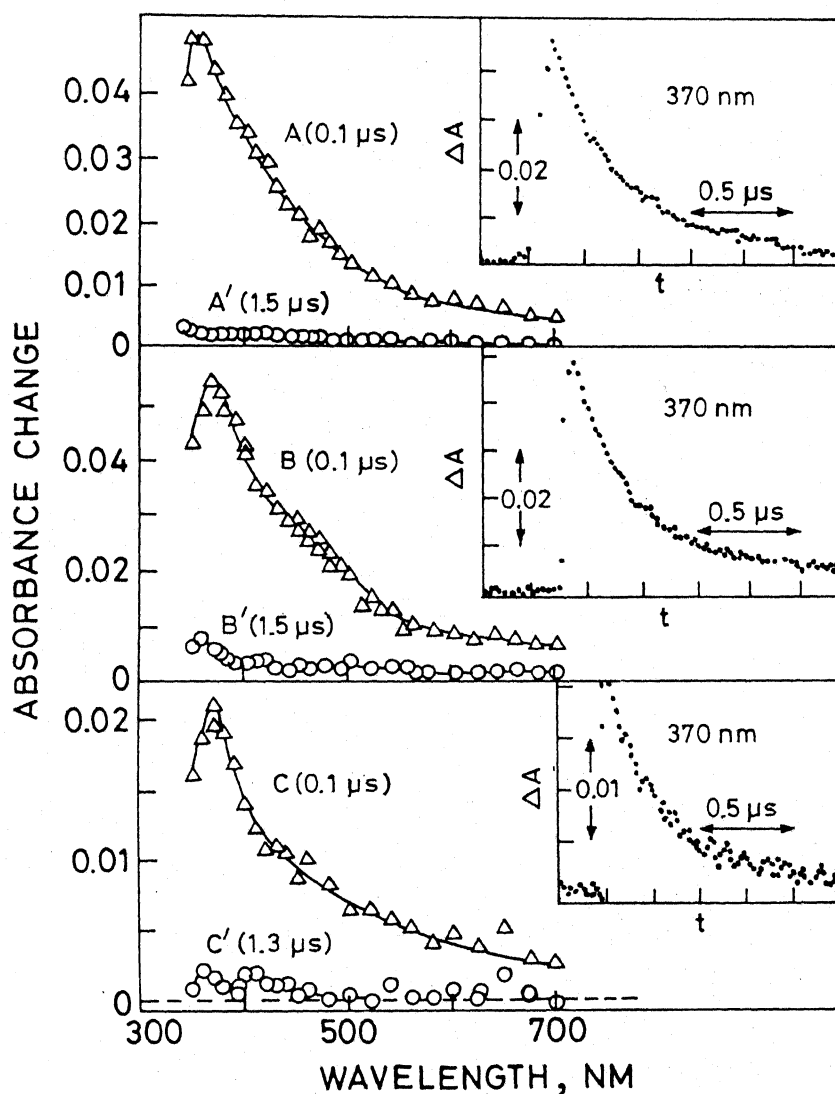 ABSORBANCE CHANGE
0.04
0.03
0.02
0.01
0
A (0.1 µs)
A' (1.5 µs)
370 nm
ΔA
0.02
0.5 µs
t
0.04
0.02
0
B (0.1 µs)
B' (1.5 µs)
370 nm
ΔA
0.02
0.5 µs
t
0.02
0.01
0
C (0.1 µs)
C' (1.3 µs)
370 nm
ΔA
0.01
0.5 µs
t
300
500
700
WAVELENGTH, NM